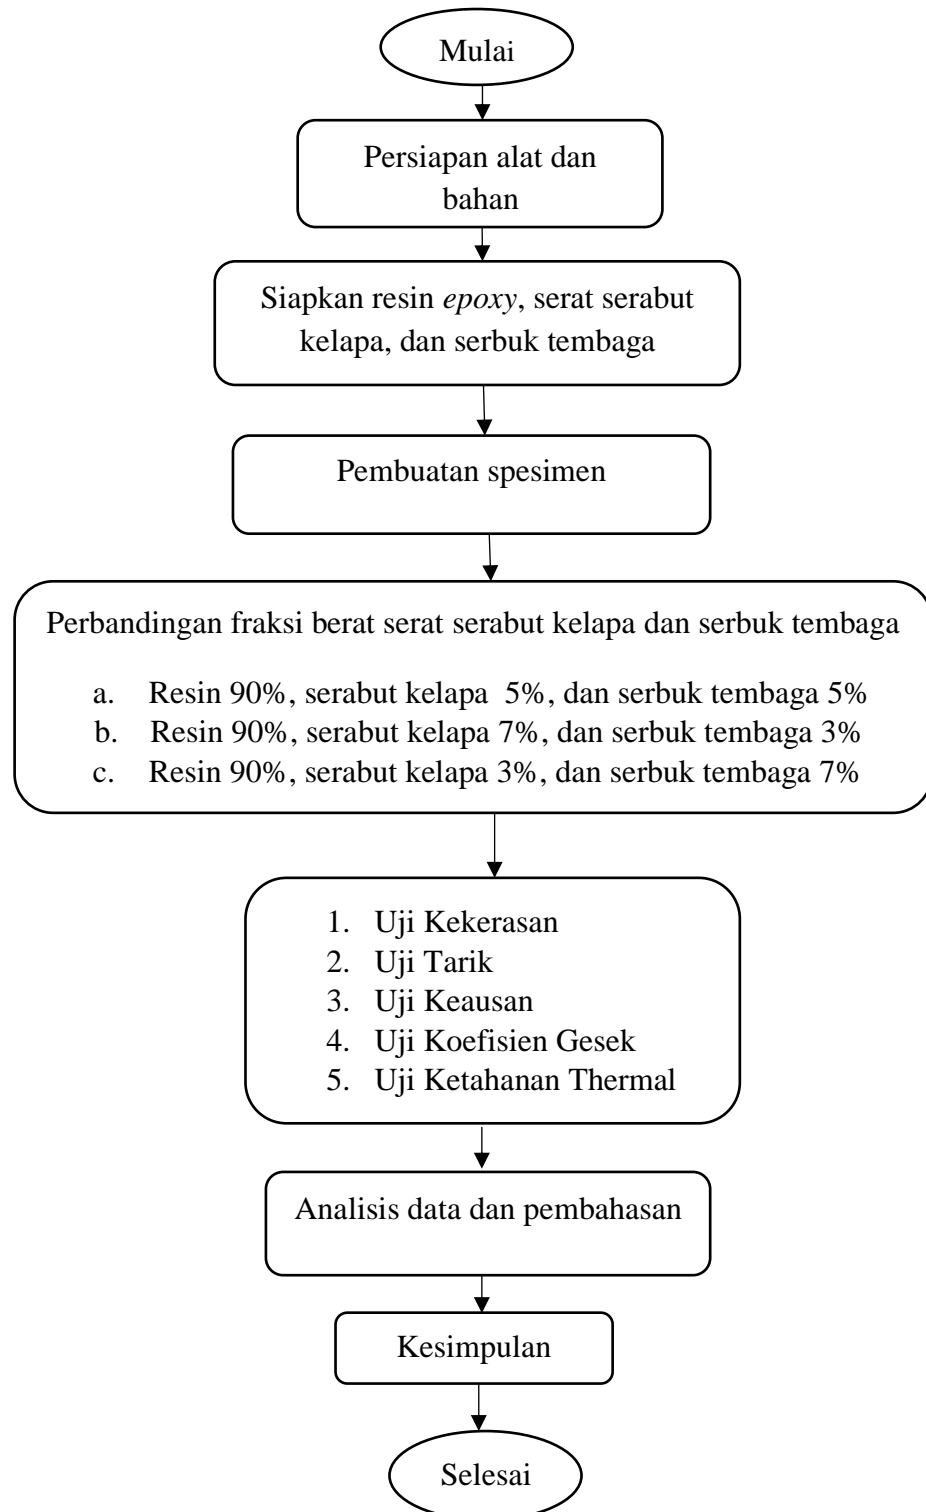 Mulai
Persiapan alat dan
bahan
Siapkan resin epoxy, serat serabut
kelapa, dan serbuk tembaga
Pembuatan spesimen
Perbandingan fraksi berat serat serabut kelapa dan serbuk tembaga
a. Resin 90%, serabut kelapa 5%, dan serbuk tembaga 5%
b. Resin 90%, serabut kelapa 7%, dan serbuk tembaga 3%
c. Resin 90%, serabut kelapa 3%, dan serbuk tembaga 7%
1. Uji Kekerasan
2. Uji Tarik
3. Uji Keausan
4. Uji Koefisien Gesek
5. Uji Ketahanan Thermal
Analisis data dan pembahasan
Kesimpulan
Selesai